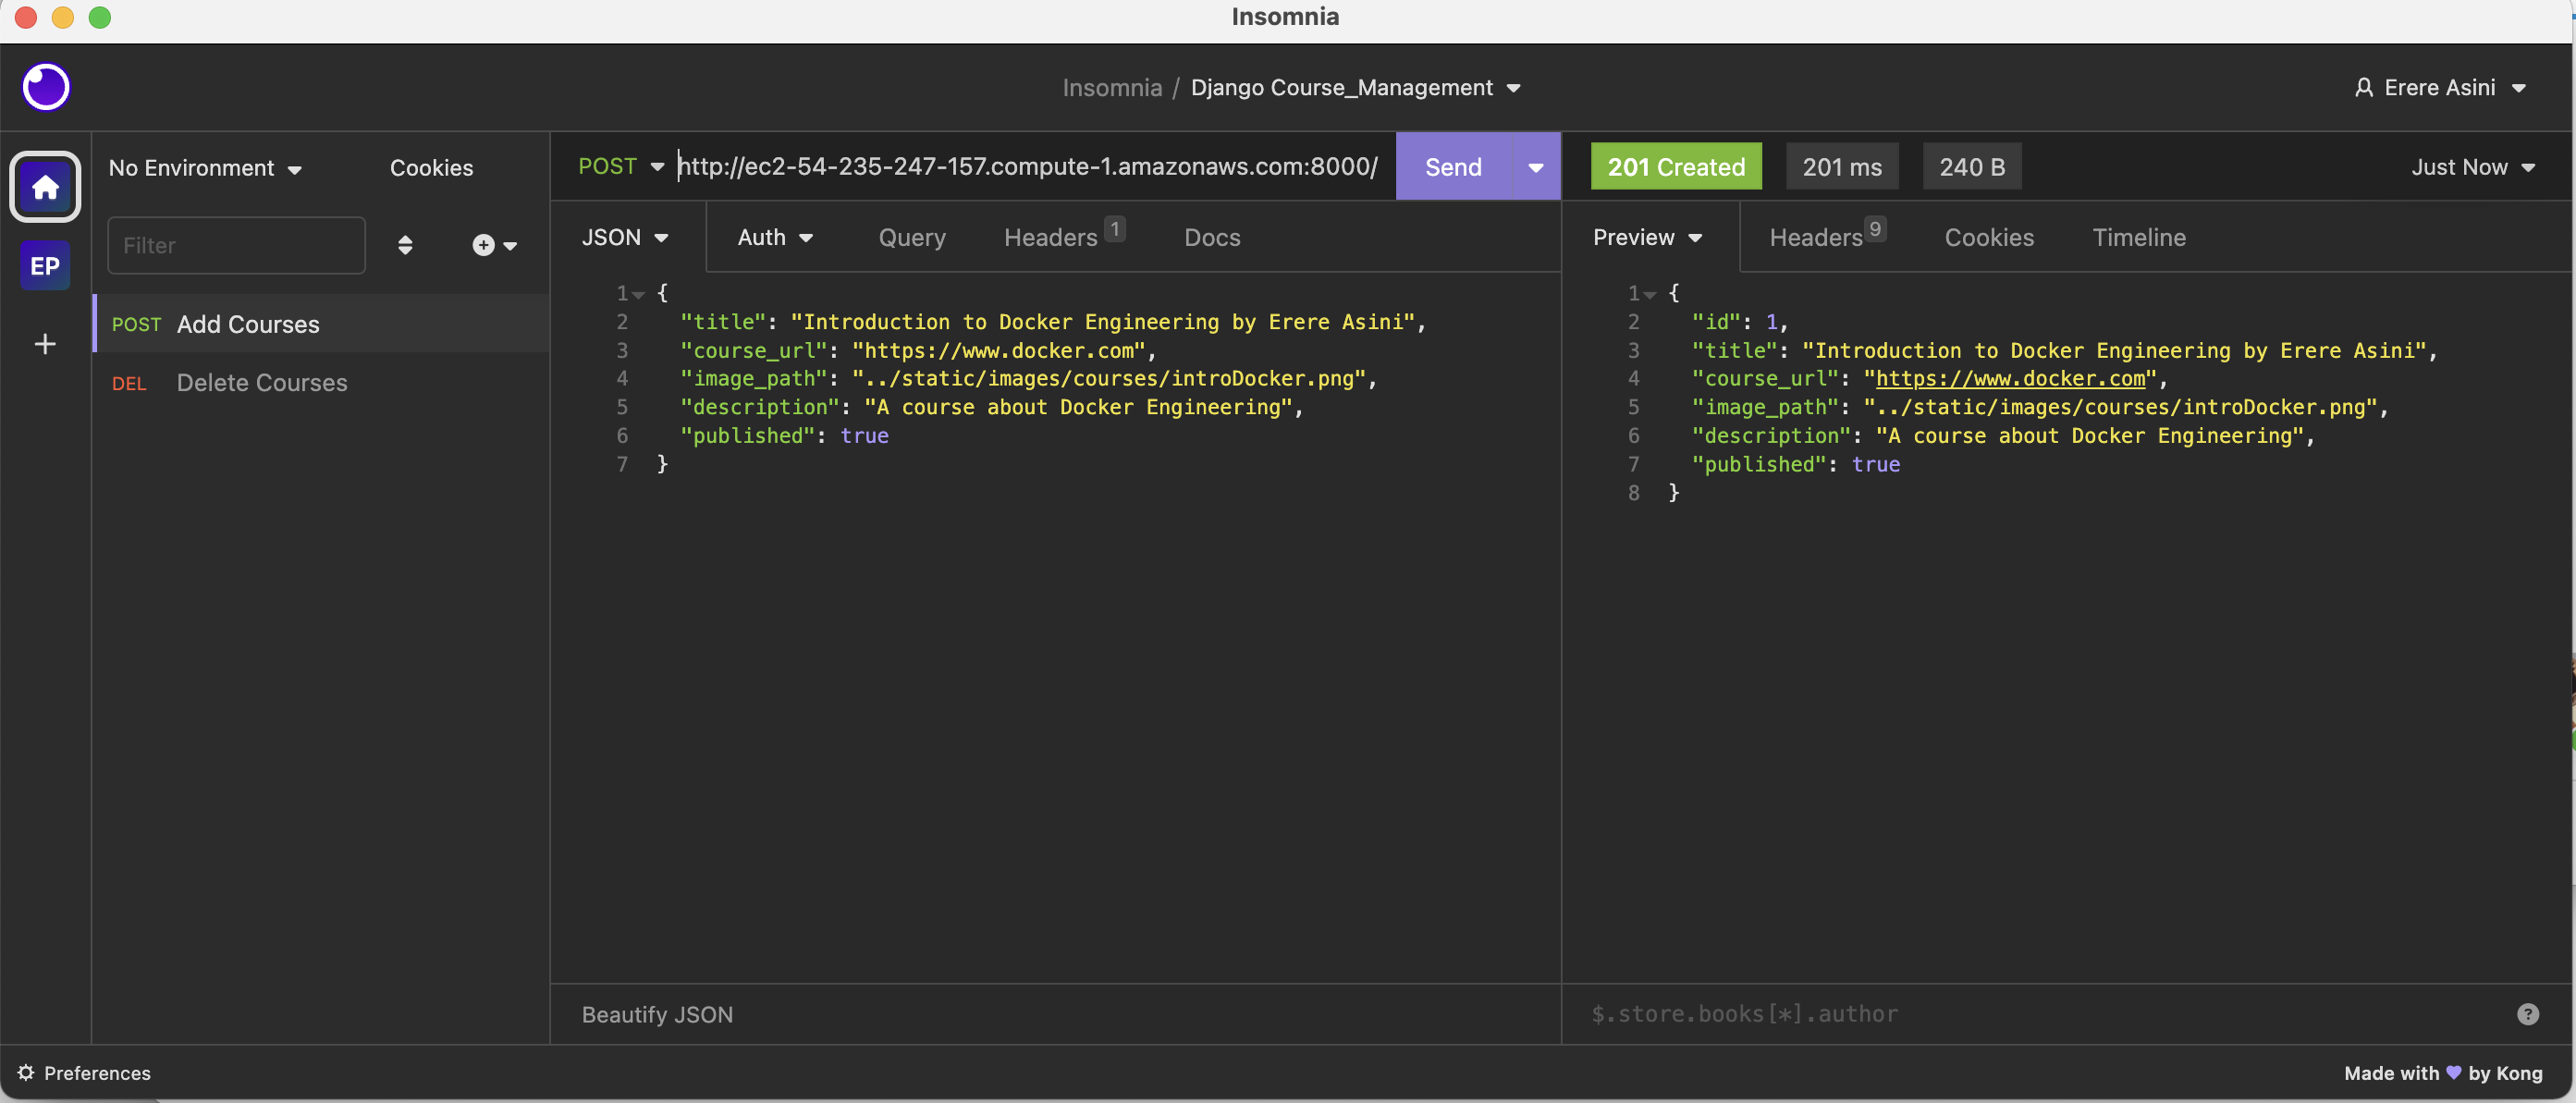 Insomnia
Insomnia / Django Course_Management
Erere Asini
No Environment
Cookies
POST
http://ec2-54-235-247-157.compute-1.amazonaws.com:8000/
Send
201 Created
201 ms
240 B
Just Now
Filter
EP
POST Add Courses
DEL Delete Courses
JSON
Auth
Query
Headers 1
Docs
1 {
2 "title": "Introduction to Docker Engineering by Erere Asini",
3 "course_url": "https://www.docker.com",
4 "image_path": "../static/images/courses/introDocker.png",
5 "description": "A course about Docker Engineering",
6 "published": true
7 }
Beautify JSON
Preview
Headers 9
Cookies
Timeline
1 {
2 "id": 1,
3 "title": "Introduction to Docker Engineering by Erere Asini",
4 "course_url": "https://www.docker.com",
5 "image_path": "../static/images/courses/introDocker.png",
6 "description": "A course about Docker Engineering",
7 "published": true
8 }
$.store.books[*].author
?
Preferences
Made with 💜 by Kong